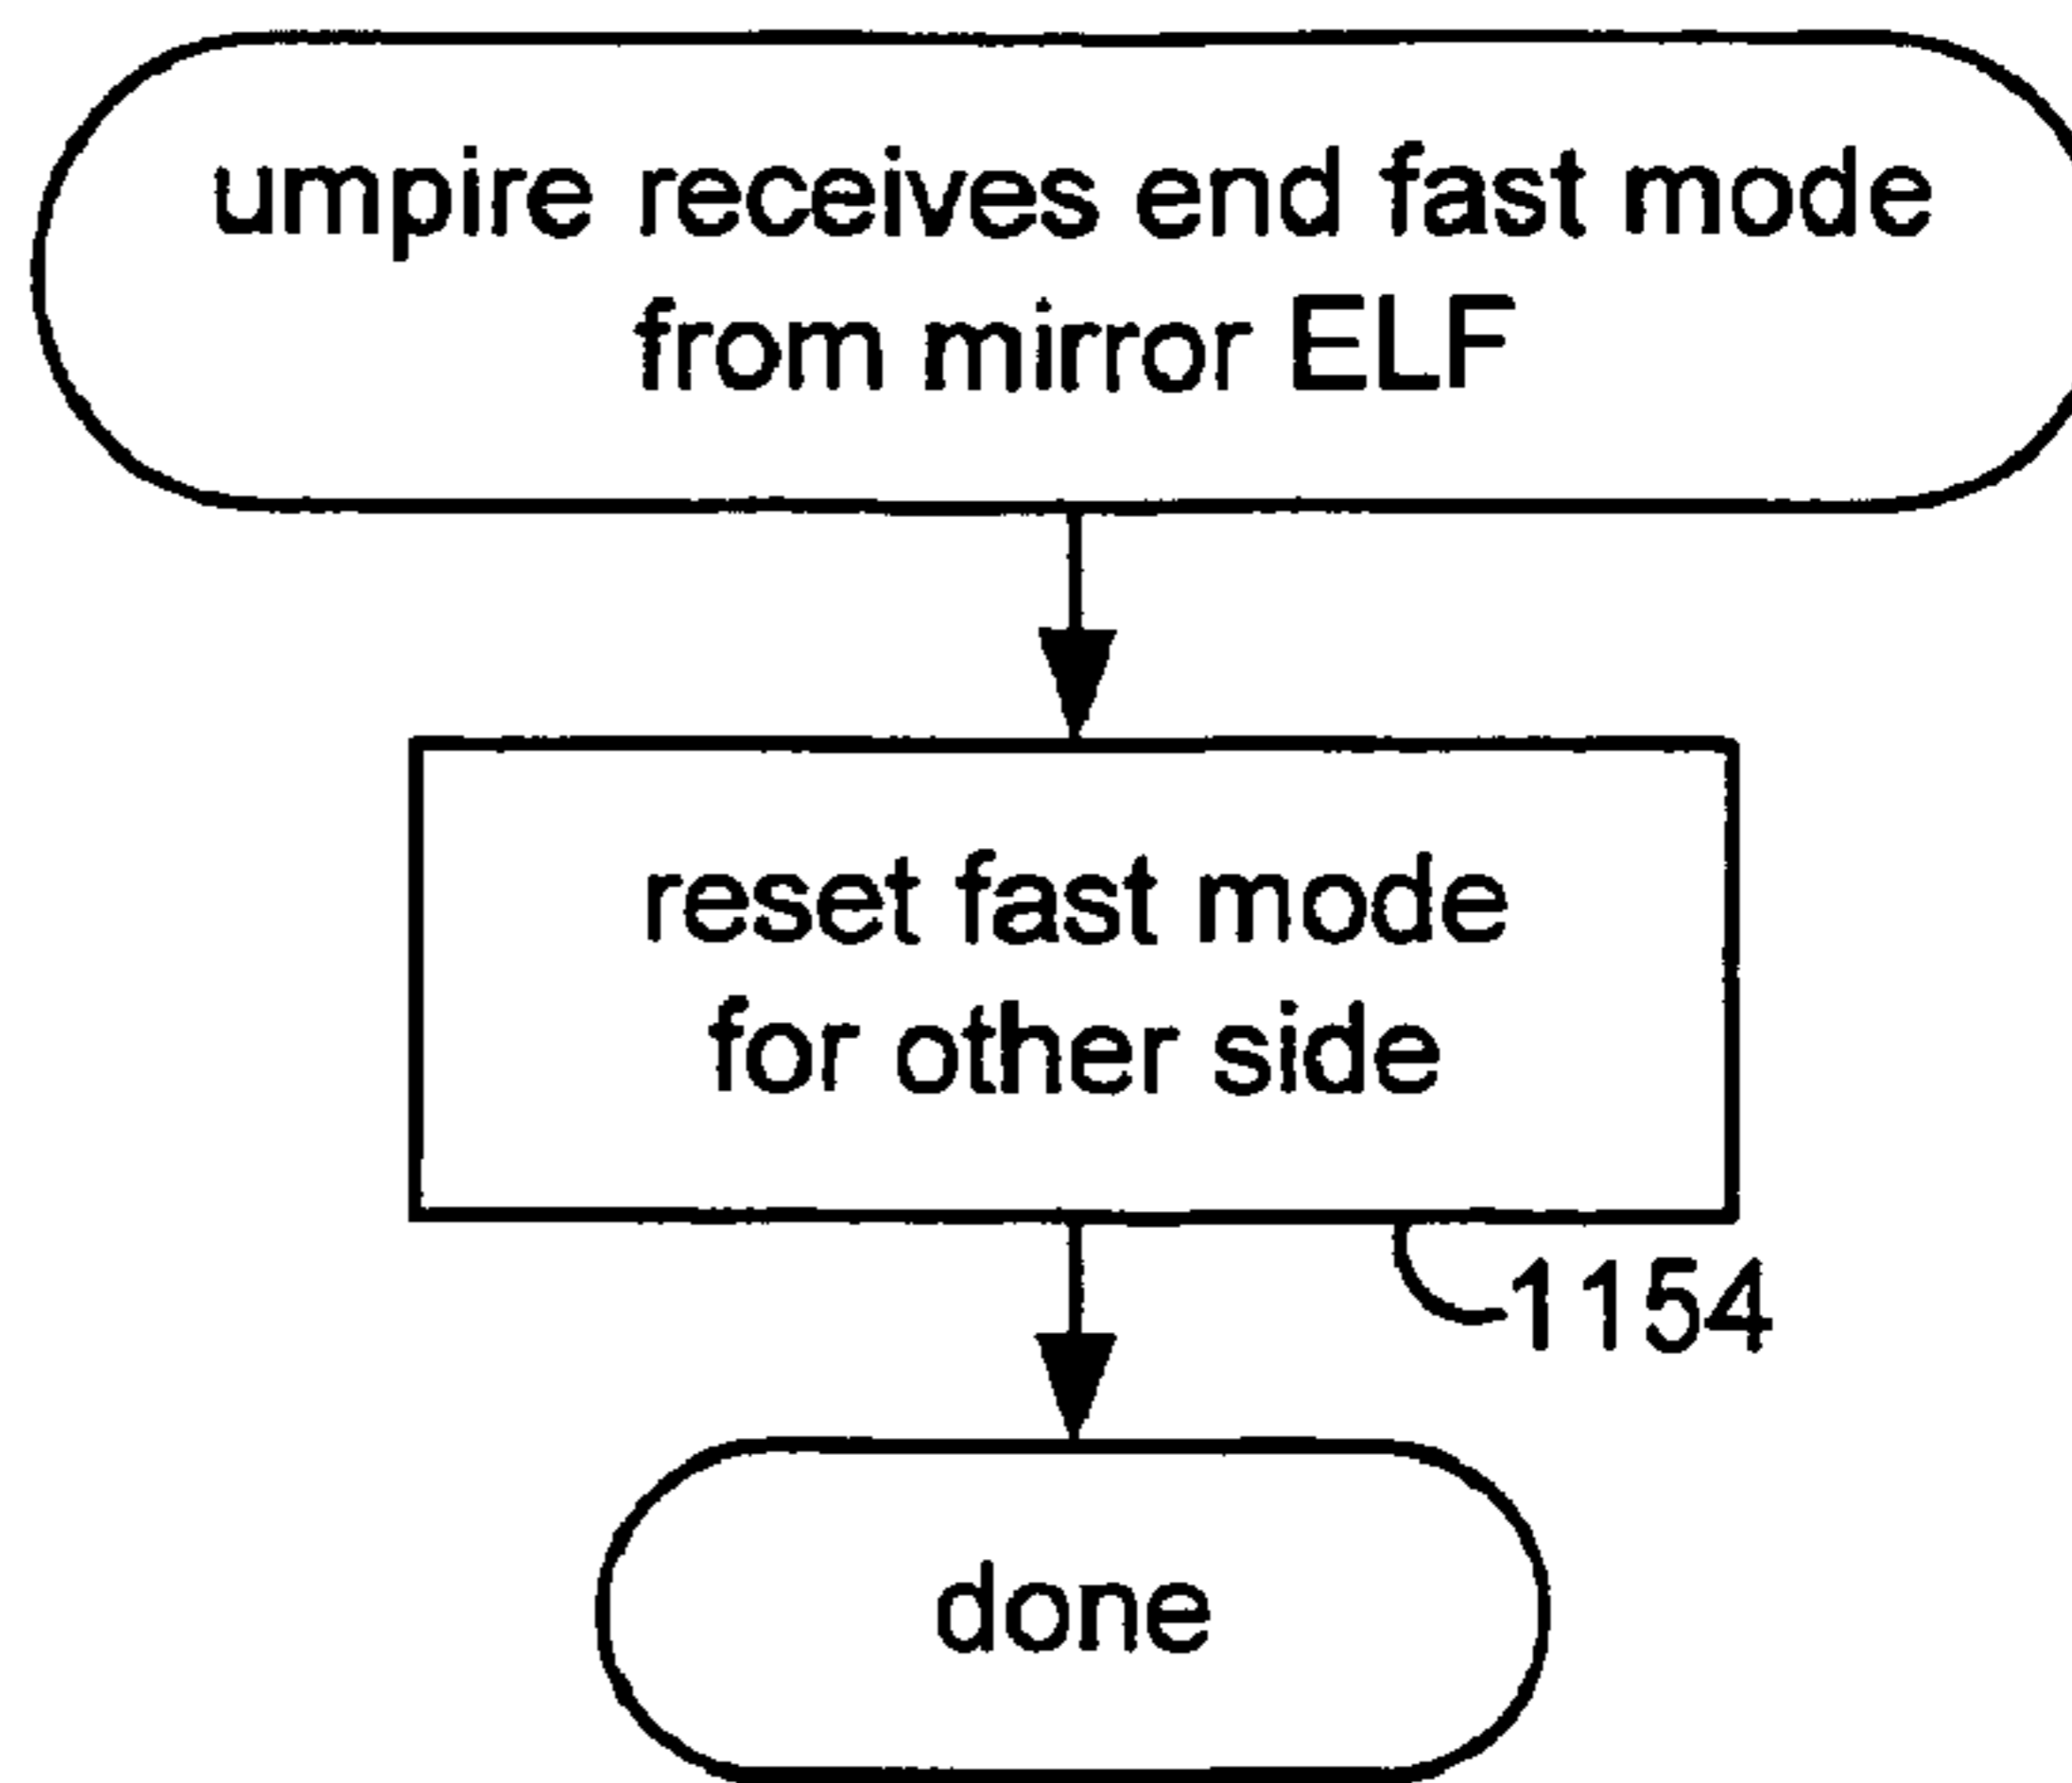 umpire receives end fast mode
from mirror ELF
reset fast mode
for other side
1154
done